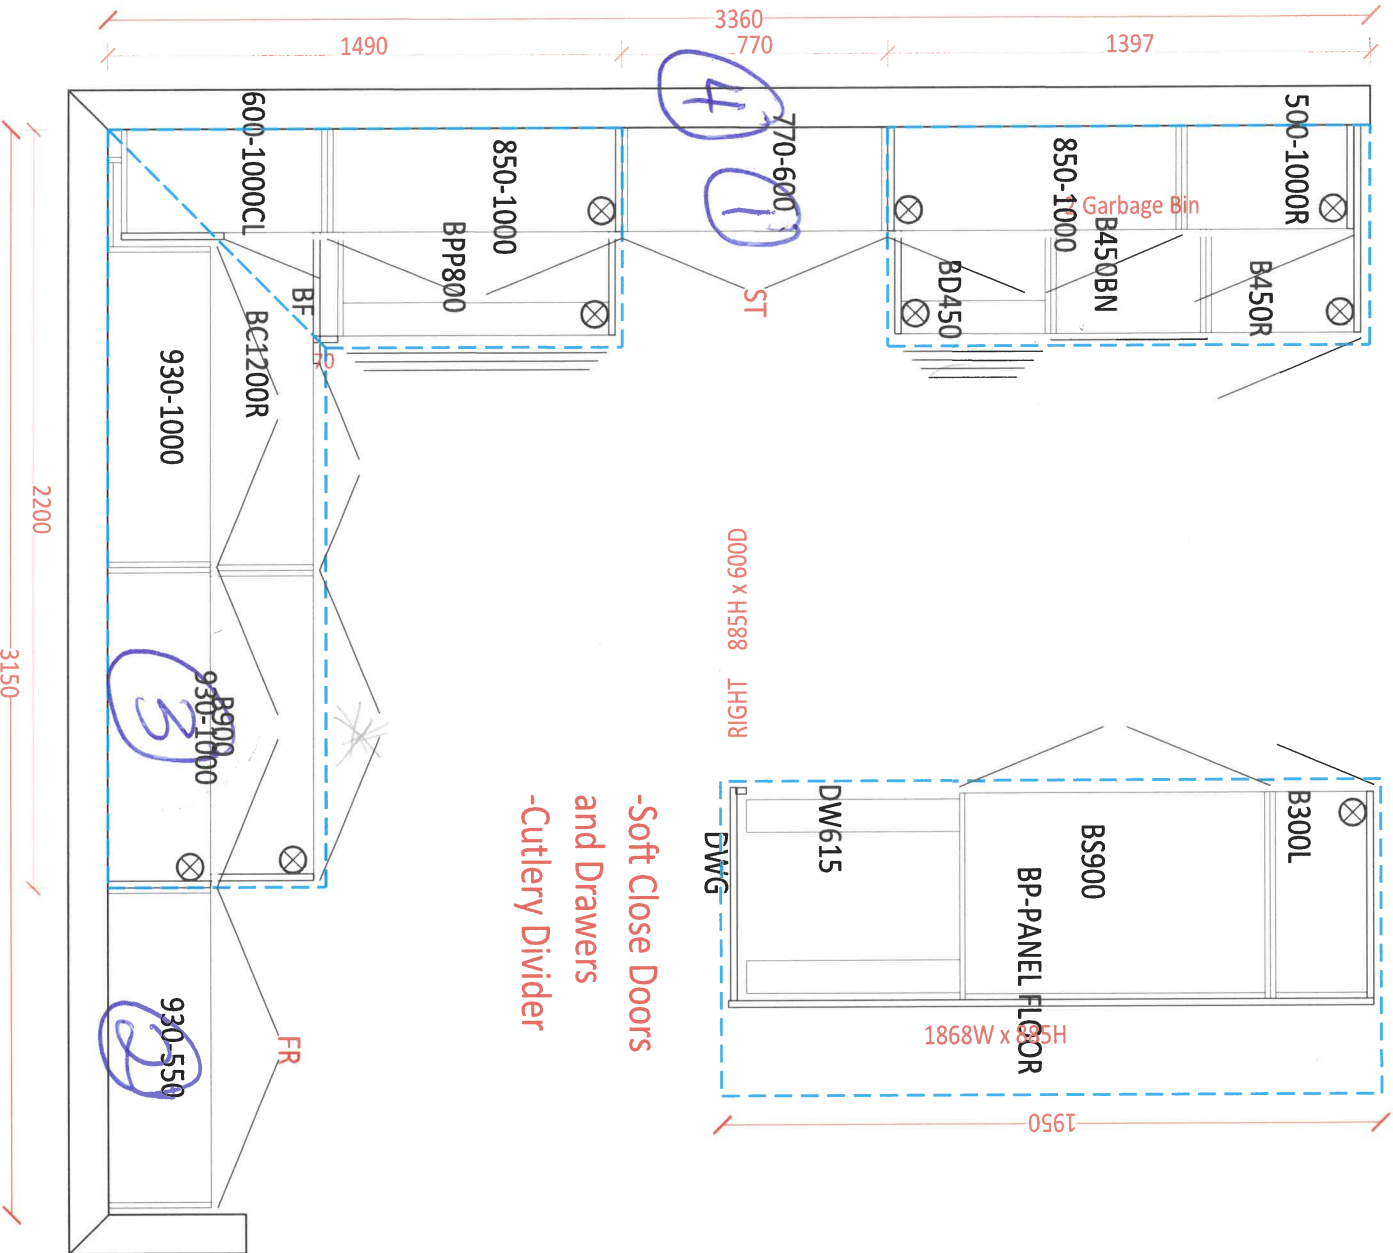 3360
1490
770
1397
4
600-1000CL
850-1000
770-600
1
850-1000
500-1000R
2 Garbage Bin
BPP800
BD450
B450BN
B450R
BF
ST
70
BC1200R
930-1000
2200
3150
885H x 600D
RIGHT
3
B900
930-1000
-Soft Close Doors
and Drawers
-Cutlery Divider
DWG
DW615
BS900
B300L
BP-PANEL FLOOR
1868W x 885H
1950
2
930-550
FR